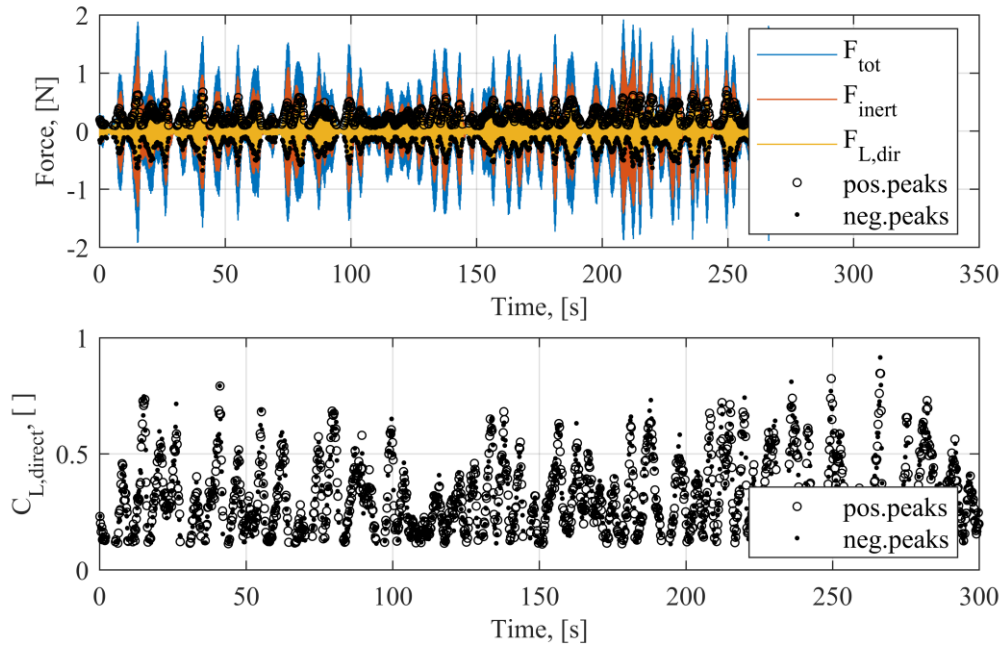 2
1
0
-1
-2
Force, [N]
F_tot
F_inert
F_L,dir
pos.peaks
neg.peaks
0 50 100 150 200 250 300 350
Time, [s]
1
0.5
0
C_L,direct, [ ]
pos.peaks
neg.peaks
0 50 100 150 200 250 300
Time, [s]